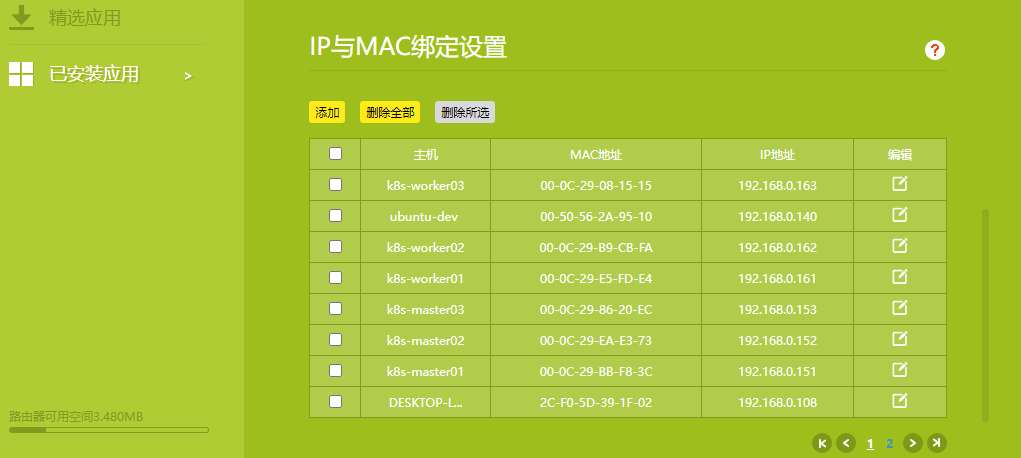 精选应用
已安装应用 >
路由器可用空间3.480MB
IP与MAC绑定设置
?
添加 删除全部 删除所选
主机 MAC地址 IP地址 编辑
k8s-worker03 00-0C-29-08-15-15 192.168.0.163
ubuntu-dev 00-50-56-2A-95-10 192.168.0.140
k8s-worker02 00-0C-29-B9-CB-FA 192.168.0.162
k8s-worker01 00-0C-29-E5-FD-E4 192.168.0.161
k8s-master03 00-0C-29-86-20-EC 192.168.0.153
k8s-master02 00-0C-29-EA-E3-73 192.168.0.152
k8s-master01 00-0C-29-BB-F8-3C 192.168.0.151
DESKTOP-L... 2C-F0-5D-39-1F-02 192.168.0.108
1 2